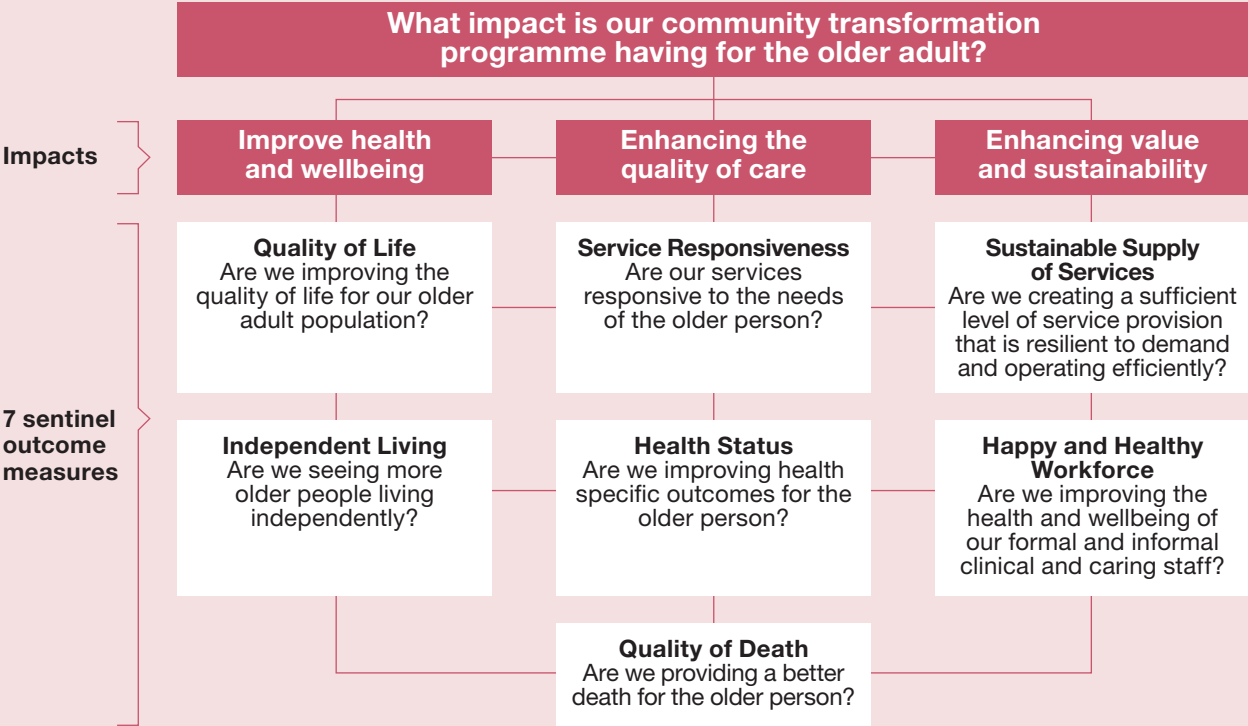 What impact is our community transformation
programme having for the older adult?
Impacts
Improve health
and wellbeing
Enhancing the
quality of care
Enhancing value
and sustainability
7 sentinel
outcome
measures
Quality of Life
Are we improving the
quality of life for our older
adult population?
Service Responsiveness
Are our services
responsive to the needs
of the older person?
Sustainable Supply
of Services
Are we creating a sufficient
level of service provision
that is resilient to demand
and operating efficiently?
Independent Living
Are we seeing more
older people living
independently?
Health Status
Are we improving health
specific outcomes for the
older person?
Happy and Healthy
Workforce
Are we improving the
health and wellbeing of
our formal and informal
clinical and caring staff?
Quality of Death
Are we providing a better
death for the older person?